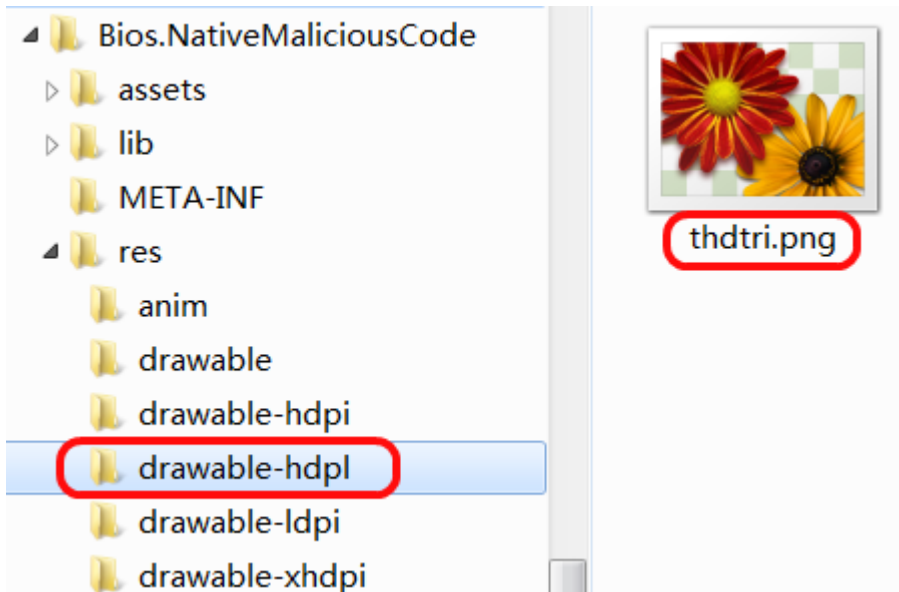 Bios.NativeMaliciousCode
assets
lib
META-INF
res
anim
drawable
drawable-hdpi
drawable-hdpl
drawable-ldpi
drawable-xhdpi
thdtri.png